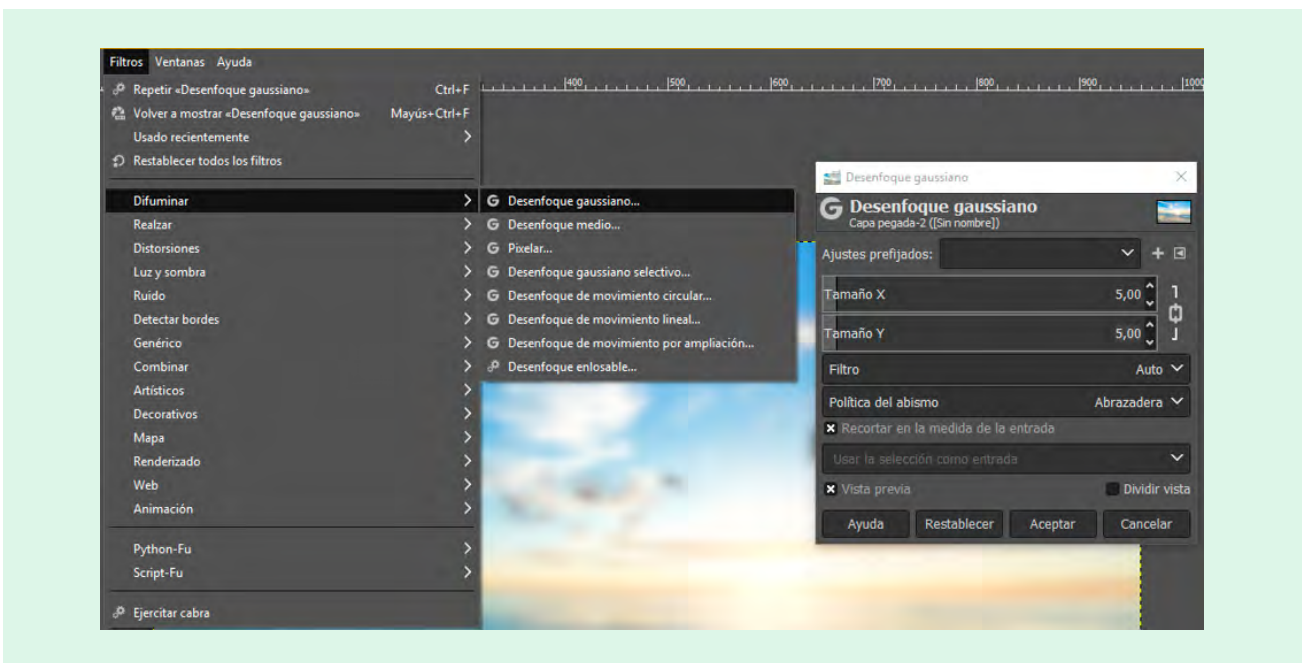 Filtros Ventanas Ayuda
Repetir «Desenfoque gaussiano» Ctrl+F
Volver a mostrar «Desenfoque gaussiano» Mayús+Ctrl+F
Usado recientemente
Restablecer todos los filtros
Difuminar
Realzar
Distorsiones
Luz y sombra
Ruido
Detectar bordes
Genérico
Combinar
Artísticos
Decorativos
Mapa
Renderizado
Web
Animación
Python-Fu
Script-Fu
Ejercitar cabra
400 500 600 700 800 900 1000
G Desenfoque gaussiano...
G Desenfoque medio...
G Pixelar...
G Desenfoque gaussiano selectivo...
G Desenfoque de movimiento circular...
G Desenfoque de movimiento lineal...
G Desenfoque de movimiento por ampliación...
Desenfoque enlosable...
Desenfoque gaussiano
G Desenfoque gaussiano
Capa pegada-2 ([Sin nombre])
Ajustes prefijados:
Tamaño X 5,00
Tamaño Y 5,00
Filtro Auto
Política del abismo Abrazadera
Recortar en la medida de la entrada
Usar la selección como entrada
Vista previa Dividir vista
Ayuda Restablecer Aceptar Cancelar